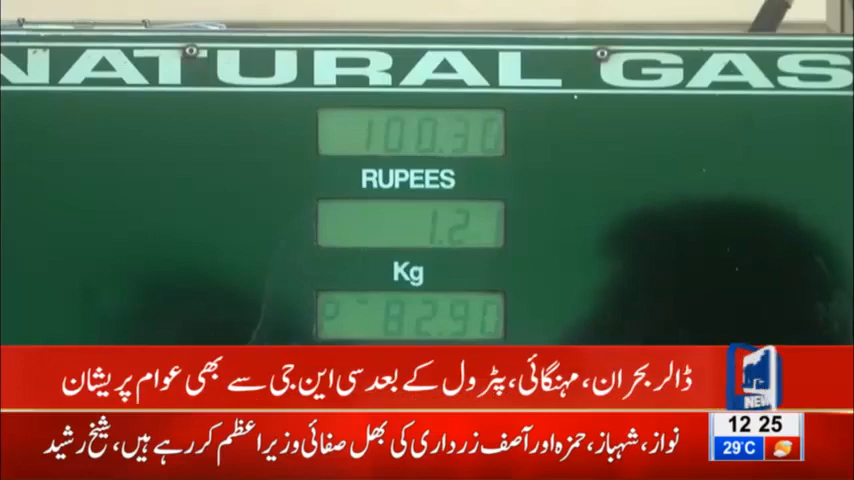 NATURAL GAS
100.30
RUPEES
1.21
Kg
P - 82.90
ڈالر بحران، مہنگائی، پٹرول کے بعد سی این جی سے بھی عوام پریشان
NEWS
نواز، شہباز، حمزہ اور آصف زرداری کی بھل صفائی وزیراعظم کر رہے ہیں، شیخ رشید
12 25
29°C